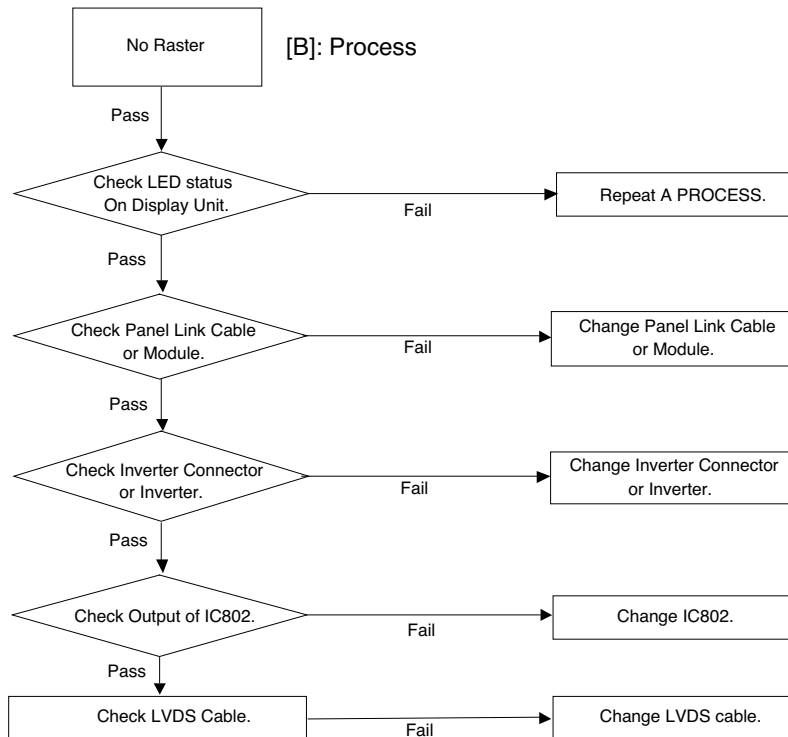 No Raster
[B]: Process
Pass
Check LED status
On Display Unit.
Fail
Repeat A PROCESS.
Pass
Check Panel Link Cable
or Module.
Fail
Change Panel Link Cable
or Module.
Pass
Check Inverter Connector
or Inverter.
Fail
Change Inverter Connector
or Inverter.
Pass
Check Output of IC802.
Fail
Change IC802.
Pass
Check LVDS Cable.
Fail
Change LVDS cable.